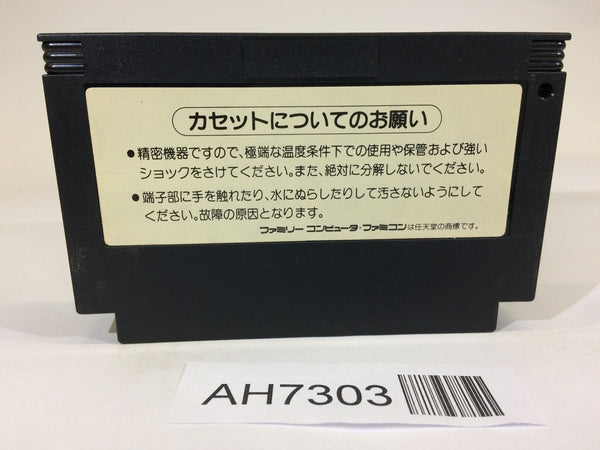 カセットについてのお願い
●精密機器ですので、極端な温度条件下での使用や保管および強い
ショックをさけてください。また、絶対に分解しないでください。
●端子部に手を触れたり、水にぬらしたりして汚さないようにして
ください。故障の原因となります。
ファミリーコンピュータ・ファミコンは任天堂の商標です。
AH7303